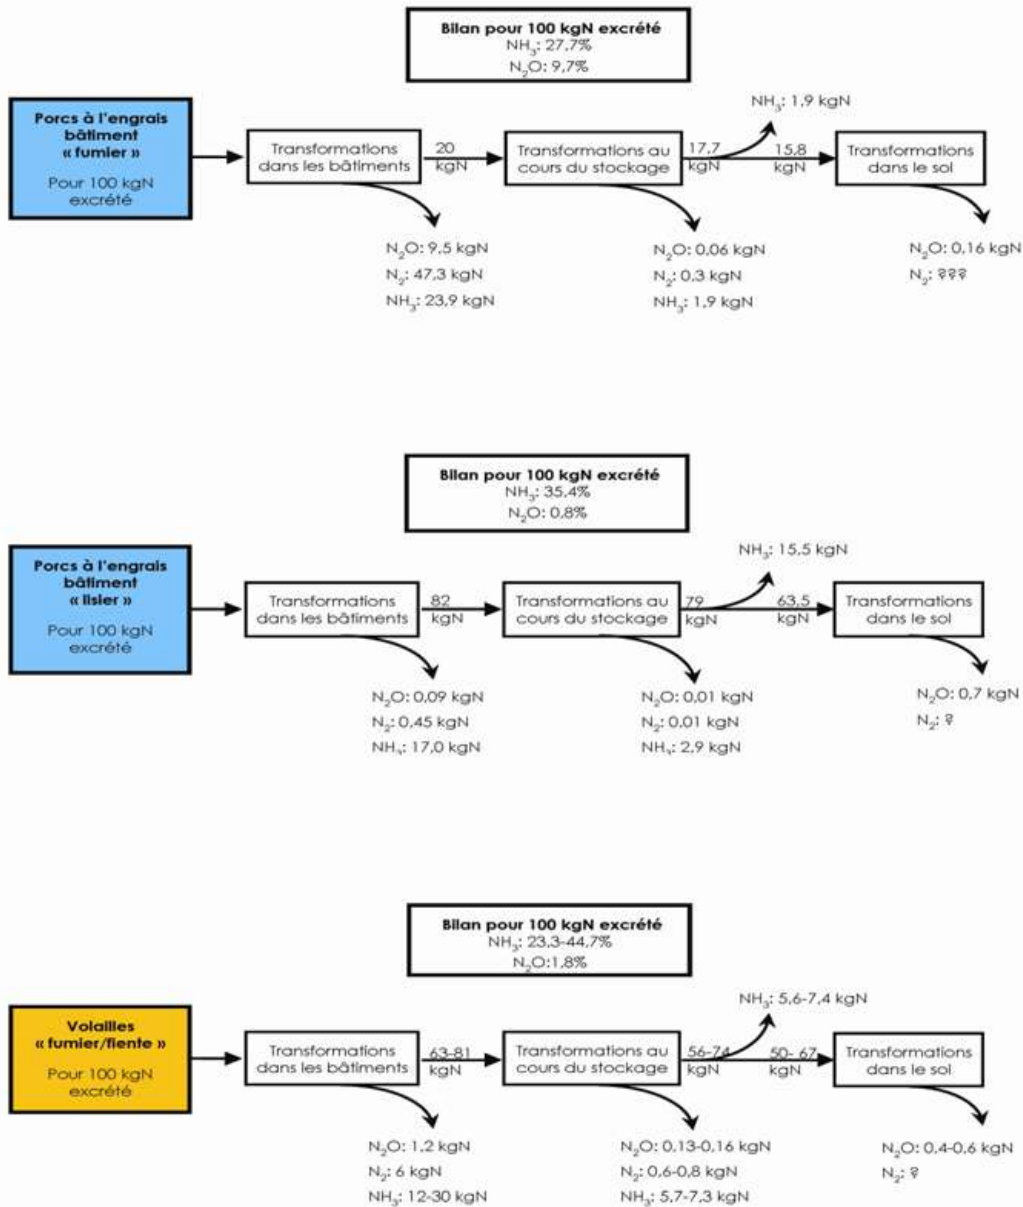 Bilan pour 100 kgN excrété
NH₃: 27,7%
N₂O: 9,7%
Porcs à l'engrais
bâtiment
« fumier »
Pour 100 kgN
excrété
Transformations
dans les bâtiments
20
kgN
Transformations au
cours du stockage
17,7
kgN
NH₃: 1,9 kgN
15,8
kgN
Transformations
dans le sol
N₂O: 9,5 kgN
N₂: 47,3 kgN
NH₃: 23,9 kgN
N₂O: 0,06 kgN
N₂: 0,3 kgN
NH₃: 1,9 kgN
N₂O: 0,16 kgN
N₂: ???
Bilan pour 100 kgN excrété
NH₃: 35,4%
N₂O: 0,8%
Porcs à l'engrais
bâtiment
« lisier »
Pour 100 kgN
excrété
Transformations
dans les bâtiments
82
kgN
Transformations au
cours du stockage
79
kgN
NH₃: 15,5 kgN
63,5
kgN
Transformations
dans le sol
N₂O: 0,09 kgN
N₂: 0,45 kgN
NH₃: 17,0 kgN
N₂O: 0,01 kgN
N₂: 0,01 kgN
NH₃: 2,9 kgN
N₂O: 0,7 kgN
N₂: ?
Bilan pour 100 kgN excrété
NH₃: 23,3-44,7%
N₂O:1,8%
Volailles
« fumier/fiente »
Pour 100 kgN
excrété
Transformations
dans les bâtiments
63-81
kgN
Transformations au
cours du stockage
56-74
kgN
NH₃: 5,6-7,4 kgN
50- 67
kgN
Transformations
dans le sol
N₂O: 1,2 kgN
N₂: 6 kgN
NH₃: 12-30 kgN
N₂O: 0,13-0,16 kgN
N₂: 0,6-0,8 kgN
NH₃: 5,7-7,3 kgN
N₂O: 0,4-0,6 kgN
N₂: ?